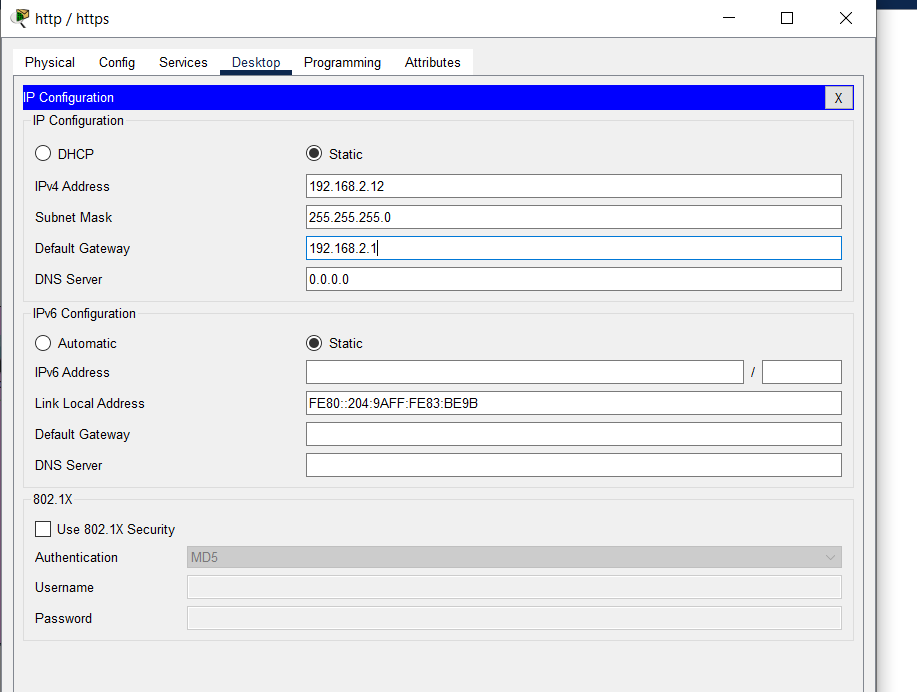 http / https
Physical Config Services Desktop Programming Attributes
IP Configuration X
IP Configuration
DHCP Static
IPv4 Address 192.168.2.12
Subnet Mask 255.255.255.0
Default Gateway 192.168.2.1
DNS Server 0.0.0.0
IPv6 Configuration
Automatic Static
IPv6 Address /
Link Local Address FE80::204:9AFF:FE83:BE9B
Default Gateway
DNS Server
802.1X
Use 802.1X Security
Authentication MD5
Username
Password